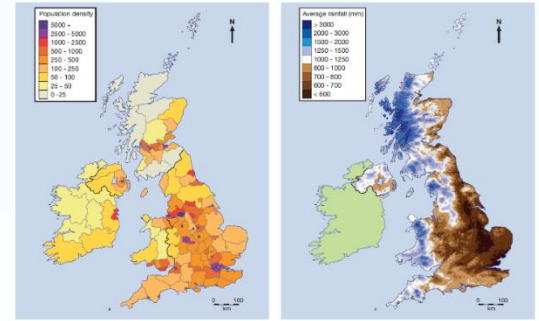 Population density
5000 +
2500 - 5000
1000 - 2500
500 - 1000
250 - 500
100 - 250
50 - 100
25 - 50
0 -25
N
0 100
km
Average rainfall (mm)
> 3000
2000 - 3000
1500 - 2000
1250 - 1500
1000 - 1250
800 - 1000
700 - 800
600 - 700
< 600
N
0 100
km